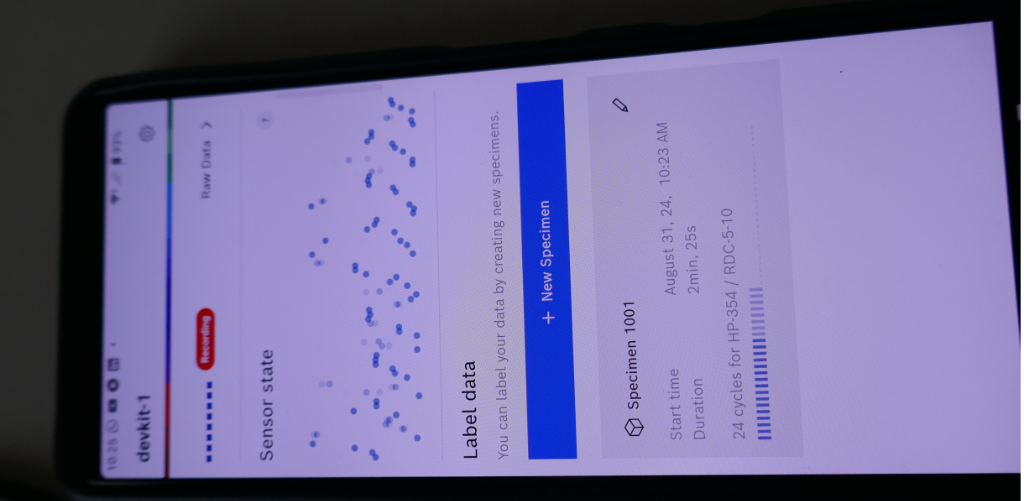 10:25 93%
devkit-1
Recording Raw Data
Sensor state ?
Label data
You can label your data by creating new specimens.
+ New Specimen
Specimen 1001
Start time August 31, 24, 10:23 AM
Duration 2min, 25s
24 cycles for HP-354 / RDC-5-10